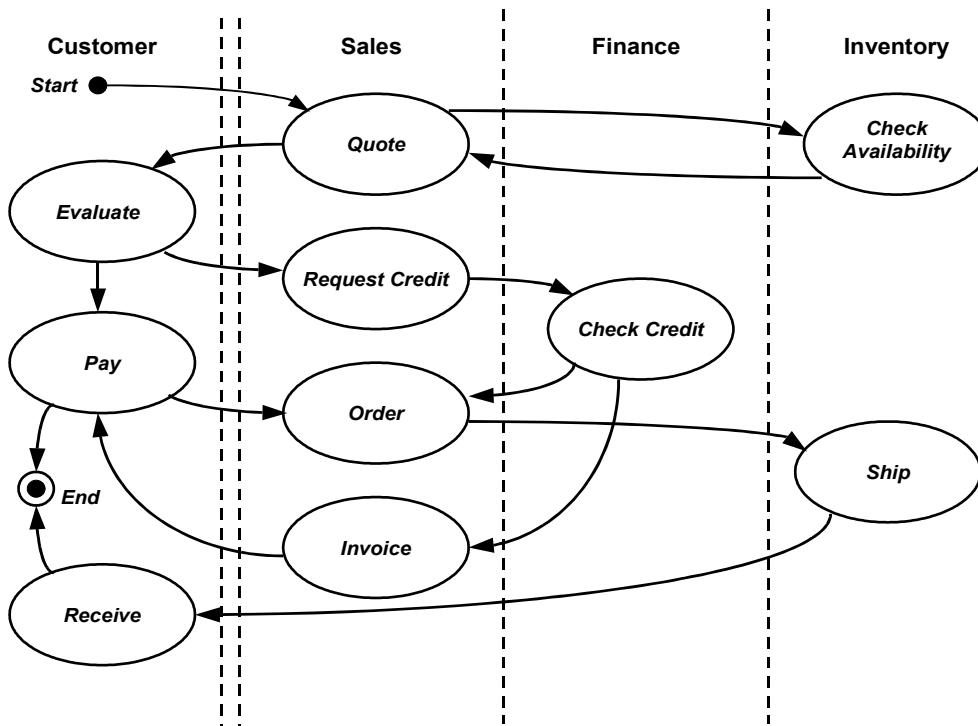 Customer
Sales
Finance
Inventory
Start
Quote
Check
Availability
Evaluate
Request Credit
Check Credit
Pay
Order
Ship
End
Invoice
Receive